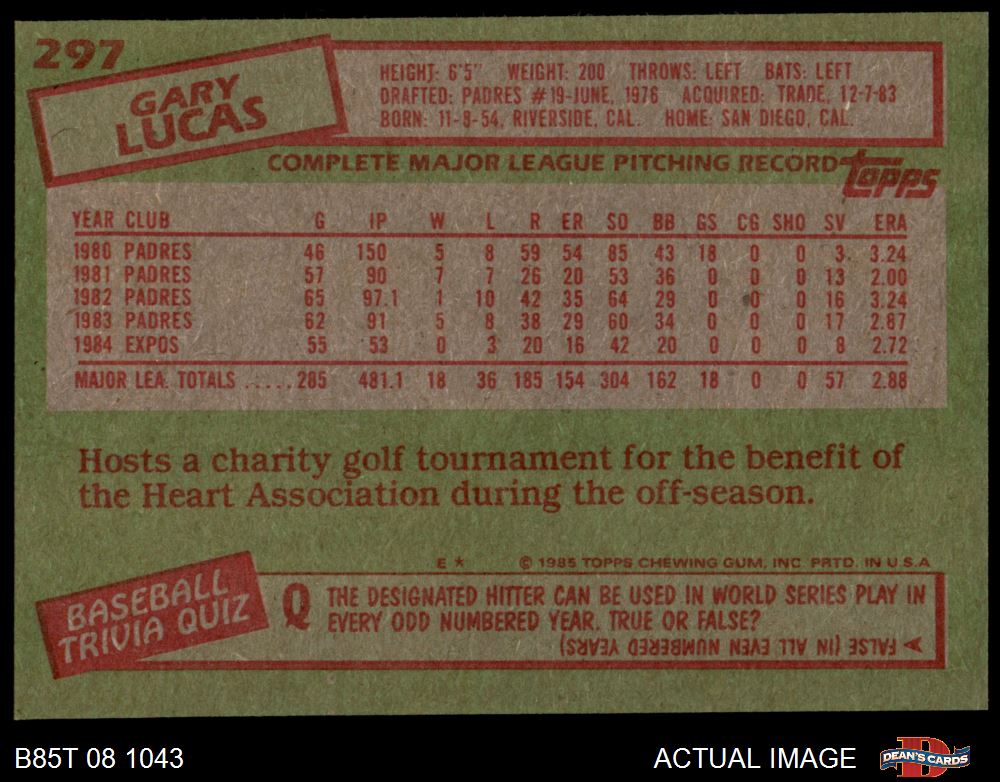 297
GARY
LUCAS
HEIGHT: 6'5" WEIGHT: 200 THROWS: LEFT BATS: LEFT
DRAFTED: PADRES #19-JUNE, 1976 ACQUIRED: TRADE, 12-7-83
BORN: 11-8-54, RIVERSIDE, CAL. HOME: SAN DIEGO, CAL.
COMPLETE MAJOR LEAGUE PITCHING RECORD
TOPPS
YEAR CLUB G IP W L R ER SO BB GS CG SHO SV ERA
1980 PADRES 46 150 5 8 59 54 85 43 18 0 0 3 3.24
1981 PADRES 57 90 7 7 26 20 53 36 0 0 0 13 2.00
1982 PADRES 65 97.1 1 10 42 35 64 29 0 0 0 16 3.24
1983 PADRES 62 91 5 8 38 29 60 34 0 0 0 17 2.87
1984 EXPOS 55 53 0 3 20 16 42 20 0 0 0 8 2.72
MAJOR LEA. TOTALS ..... 285 481.1 18 36 185 154 304 162 18 0 0 57 2.88
Hosts a charity golf tournament for the benefit of
the Heart Association during the off-season.
E * © 1985 TOPPS CHEWING GUM, INC. PRTD. IN U.S.A
BASEBALL
TRIVIA QUIZ
Q THE DESIGNATED HITTER CAN BE USED IN WORLD SERIES PLAY IN
EVERY ODD NUMBERED YEAR. TRUE OR FALSE?
FALSE (IN ALL EVEN NUMBERED YEARS)
B85T 08 1043
ACTUAL IMAGE
D
DEAN'S CARDS